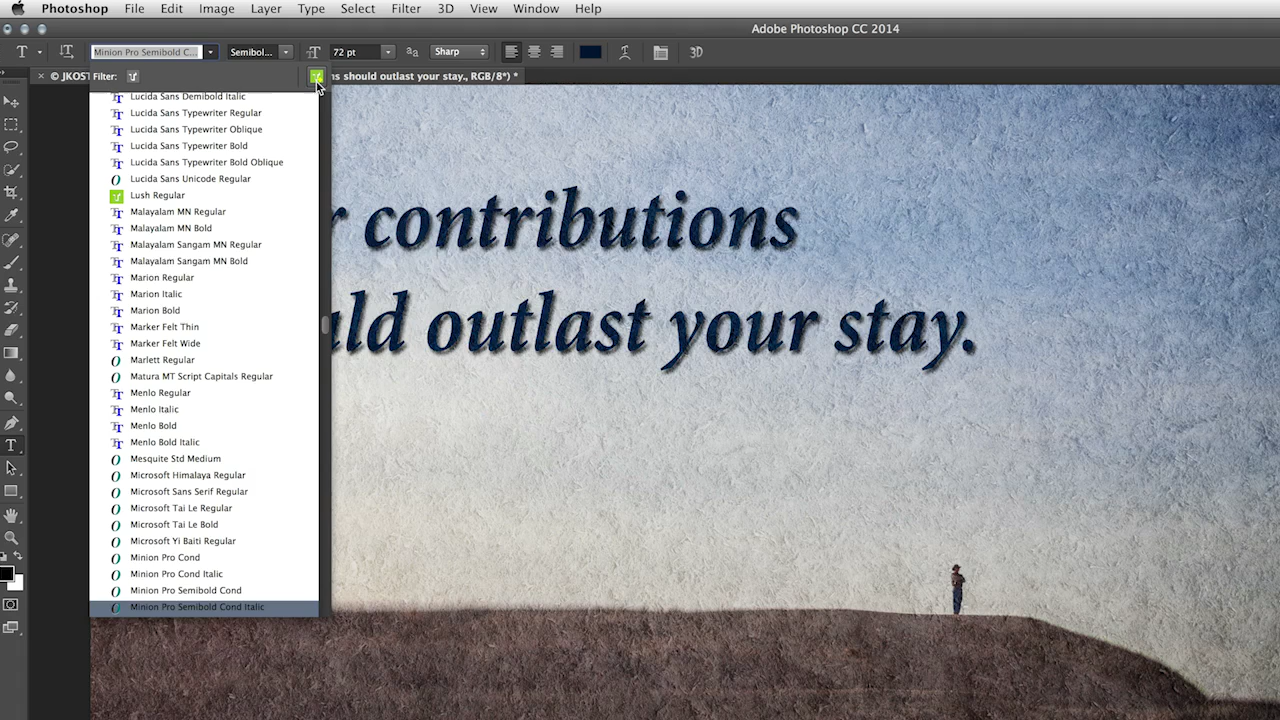 Photoshop File Edit Image Layer Type Select Filter 3D View Window Help
Adobe Photoshop CC 2014
Minion Pro Semibold C... Semibol... 72 pt Sharp 3D
Filter:
© JKOST
ns should outlast your stay., RGB/8*) *
Lucida Sans Demibold Italic
Lucida Sans Typewriter Regular
Lucida Sans Typewriter Oblique
Lucida Sans Typewriter Bold
Lucida Sans Typewriter Bold Oblique
Lucida Sans Unicode Regular
Lush Regular
Malayalam MN Regular
Malayalam MN Bold
Malayalam Sangam MN Regular
Malayalam Sangam MN Bold
Marion Regular
Marion Italic
Marion Bold
Marker Felt Thin
Marker Felt Wide
Marlett Regular
Matura MT Script Capitals Regular
Menlo Regular
Menlo Italic
Menlo Bold
Menlo Bold Italic
Mesquite Std Medium
Microsoft Himalaya Regular
Microsoft Sans Serif Regular
Microsoft Tai Le Regular
Microsoft Tai Le Bold
Microsoft Yi Baiti Regular
Minion Pro Cond
Minion Pro Cond Italic
Minion Pro Semibold Cond
Minion Pro Semibold Cond Italic
r contributions
uld outlast your stay.